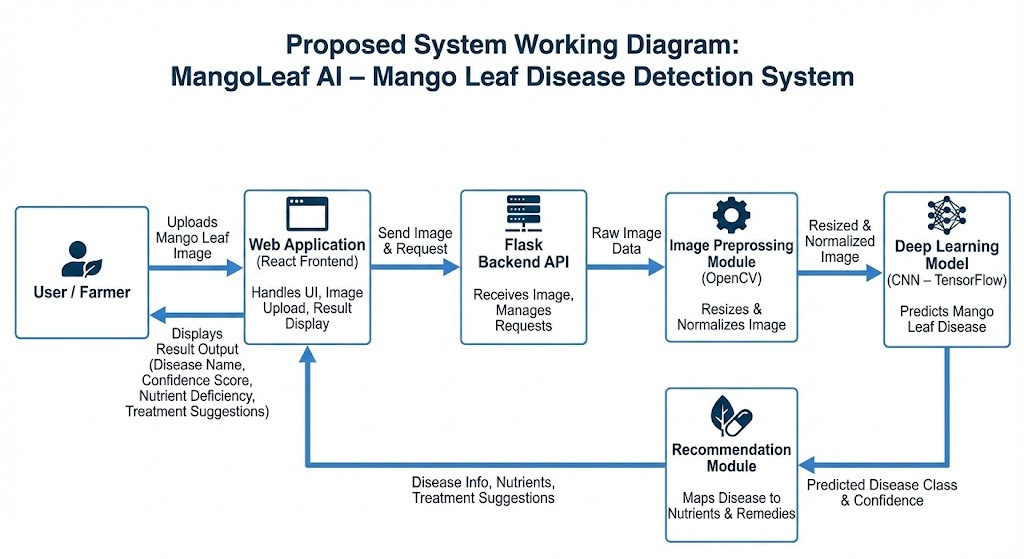 Proposed System Working Diagram:
MangoLeaf AI – Mango Leaf Disease Detection System
User / Farmer
Uploads
Mango Leaf
Image
Displays
Result Output
(Disease Name,
Confidence Score,
Nutrient Deficiency,
Treatment Suggestions)
Web Application
(React Frontend)
Handles UI, Image
Upload, Result
Display
Send Image
& Request
Flask
Backend API
Receives Image,
Manages
Requests
Raw Image
Data
Image Preprossing
Module
(OpenCV)
Resizes &
Normalizes Image
Resized &
Normalized
Image
Deep Learning
Model
(CNN – TensorFlow)
Predicts Mango
Leaf Disease
Predicted Disease Class
& Confidence
Recommendation
Module
Maps Disease to
Nutrients & Remedies
Disease Info, Nutrients,
Treatment Suggestions